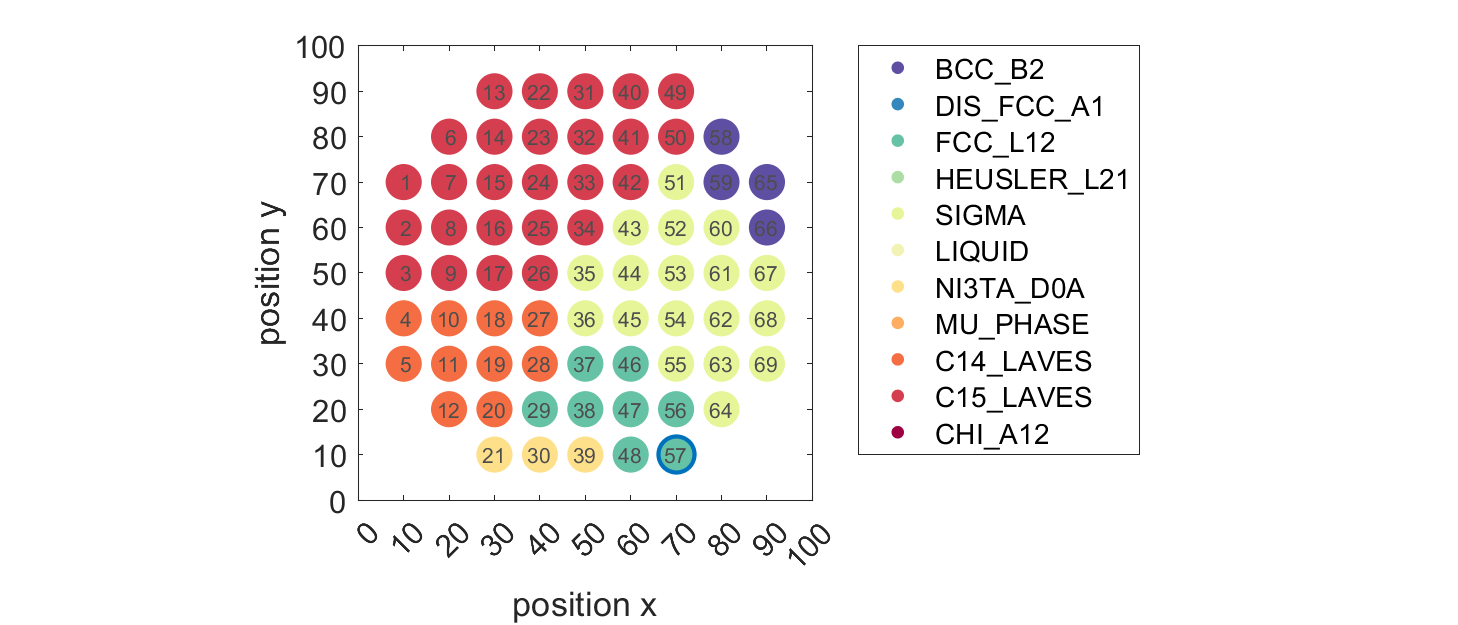 100
90 13 22 31 40 49
80 6 14 23 32 41 50 58
70 1 7 15 24 33 42 51 59 65
60 2 8 16 25 34 43 52 60 66
50 3 9 17 26 35 44 53 61 67
40 4 10 18 27 36 45 54 62 68
30 5 11 19 28 37 46 55 63 69
20 12 20 29 38 47 56 64
10 21 30 39 48 57
0
0 10 20 30 40 50 60 70 80 90 100
position x
position y
BCC_B2
DIS_FCC_A1
FCC_L12
HEUSLER_L21
SIGMA
LIQUID
NI3TA_D0A
MU_PHASE
C14_LAVES
C15_LAVES
CHI_A12